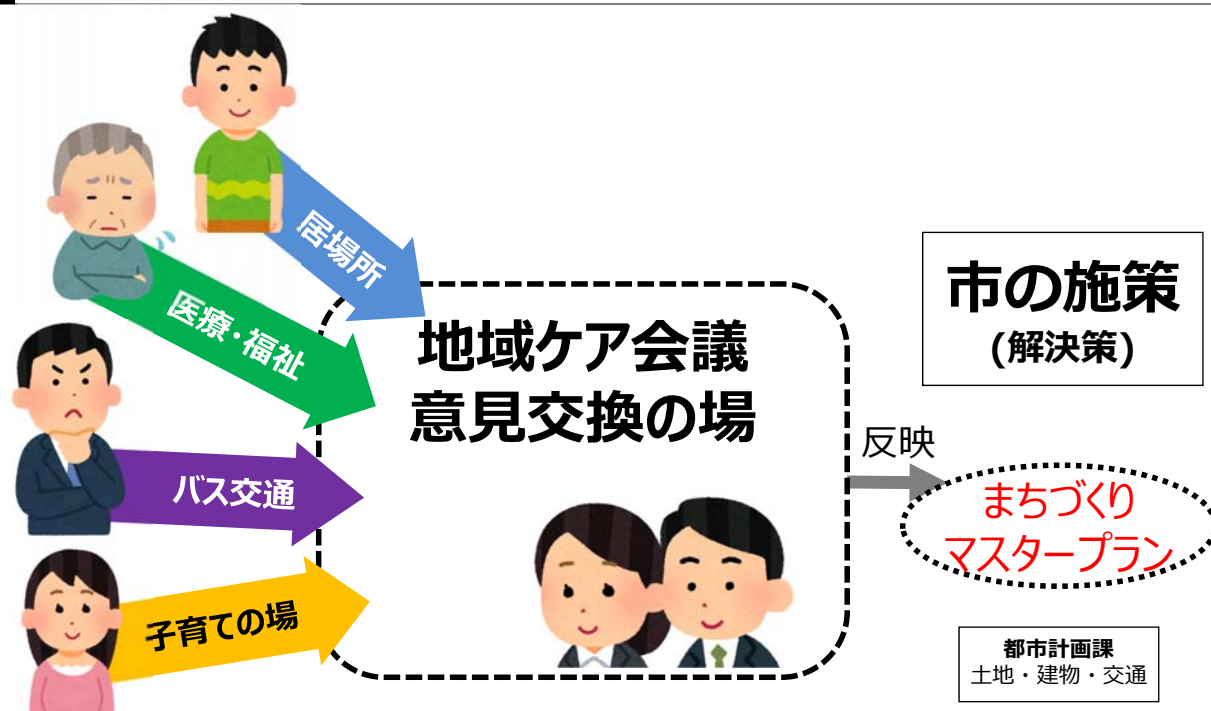 居場所
医療・福祉
バス交通
子育ての場
地域ケア会議
意見交換の場
反映
市の施策
(解決策)
まちづくり
マスタープラン
都市計画課
土地・建物・交通